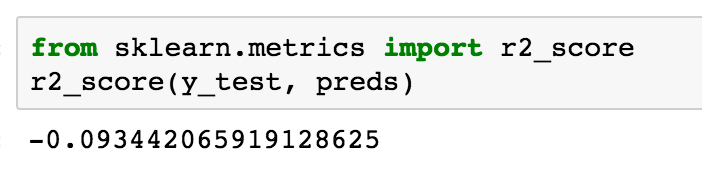 from sklearn.metrics import r2_score
r2_score(y_test, preds)
-0.093442065919128625